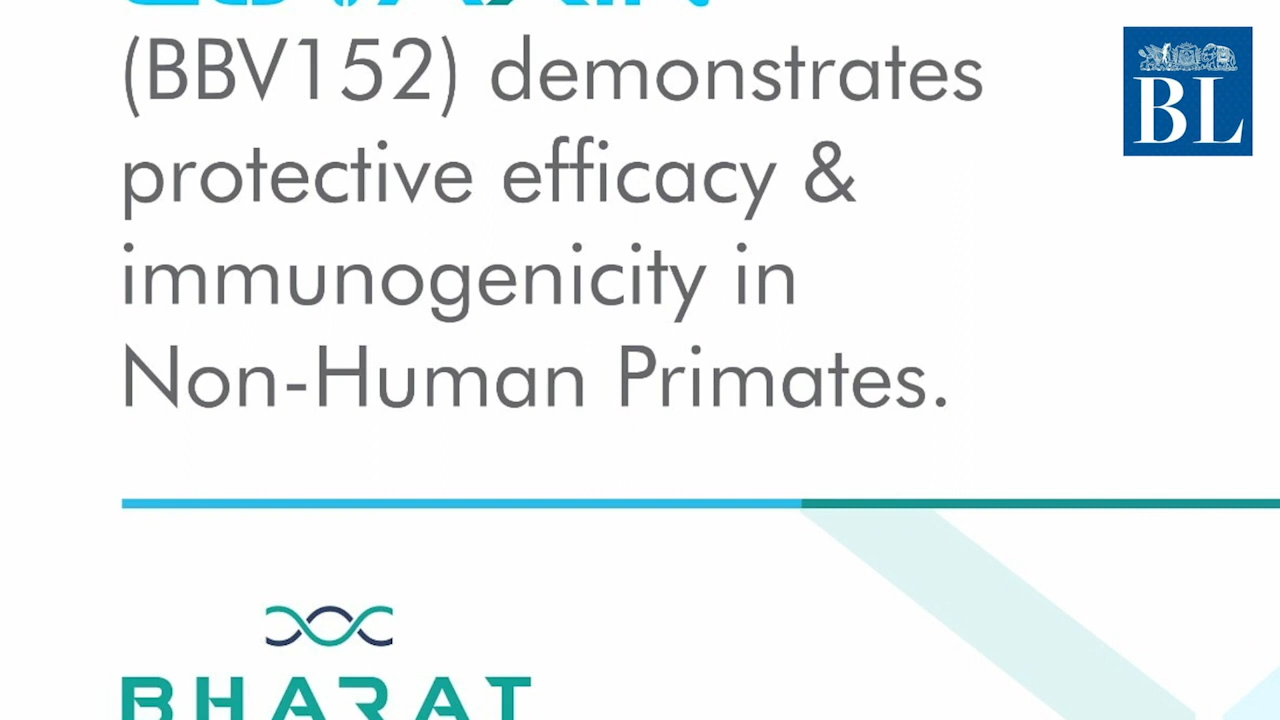 (BBV152) demonstrates
protective efficacy &
immunogenicity in
Non-Human Primates.
BL
BHARAT